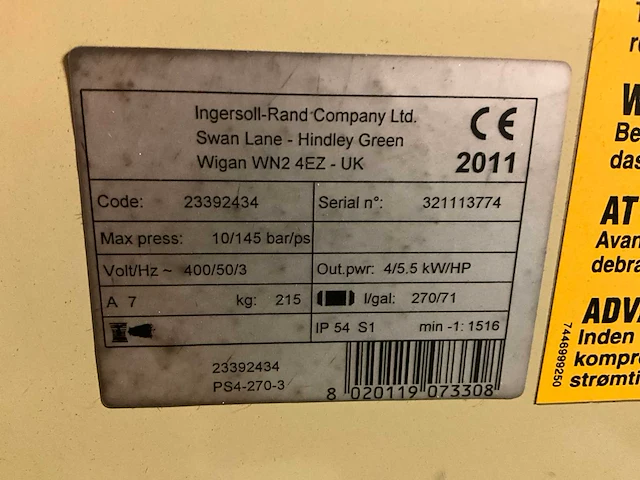 Ingersoll-Rand Company Ltd.
Swan Lane - Hindley Green
Wigan WN2 4EZ - UK
CE
2011
Code: 23392434
Serial n°: 321113774
Max press: 10/145 bar/ps
Volt/Hz ~ 400/50/3
Out.pwr: 4/5.5 kW/HP
A 7 kg: 215
l/gal: 270/71
IP 54 S1 min -1: 1516
23392434
PS4-270-3
8 020119 073308
W
Be
das
AT
Avan
debra
ADVA
Inden
kompre
strømti
7446999250